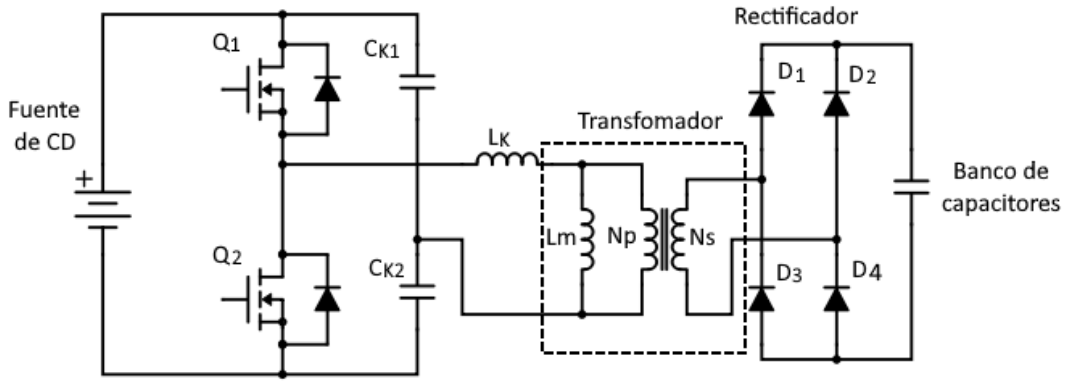 Rectificador
Q1
CK1
D1
D2
Fuente
de CD
Transfomador
LK
+
Banco de
capacitores
Lm
Np
Ns
Q2
CK2
D3
D4